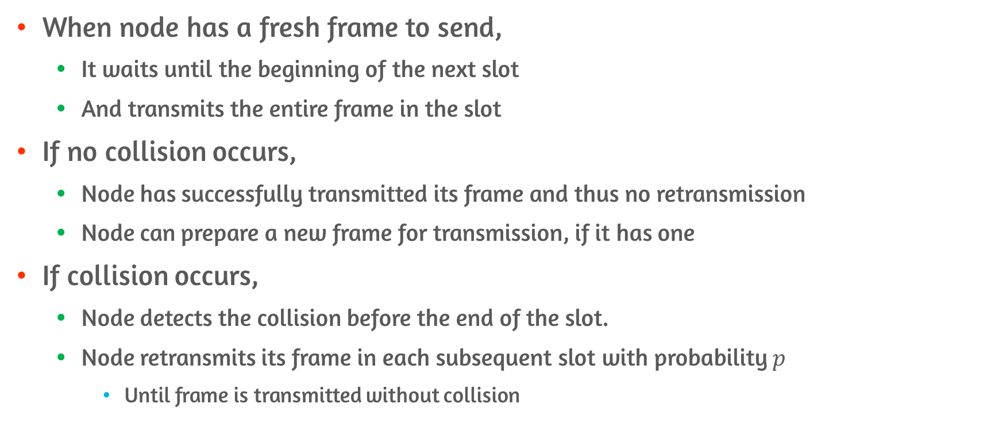 • When node has a fresh frame to send,
• It waits until the beginning of the next slot
• And transmits the entire frame in the slot
• If no collision occurs,
• Node has successfully transmitted its frame and thus no retransmission
• Node can prepare a new frame for transmission, if it has one
• If collision occurs,
• Node detects the collision before the end of the slot.
• Node retransmits its frame in each subsequent slot with probability p
• Until frame is transmitted without collision